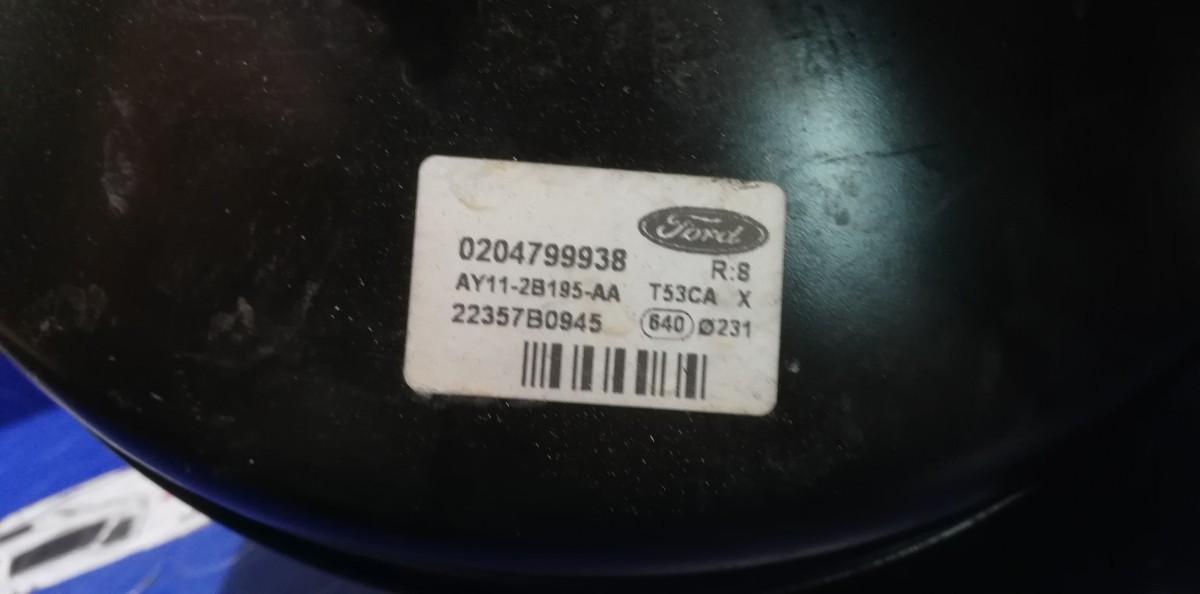 Ford
0204799938 R:8
AY11-2B195-AA T53CA X
22357B0945 640 Ø231